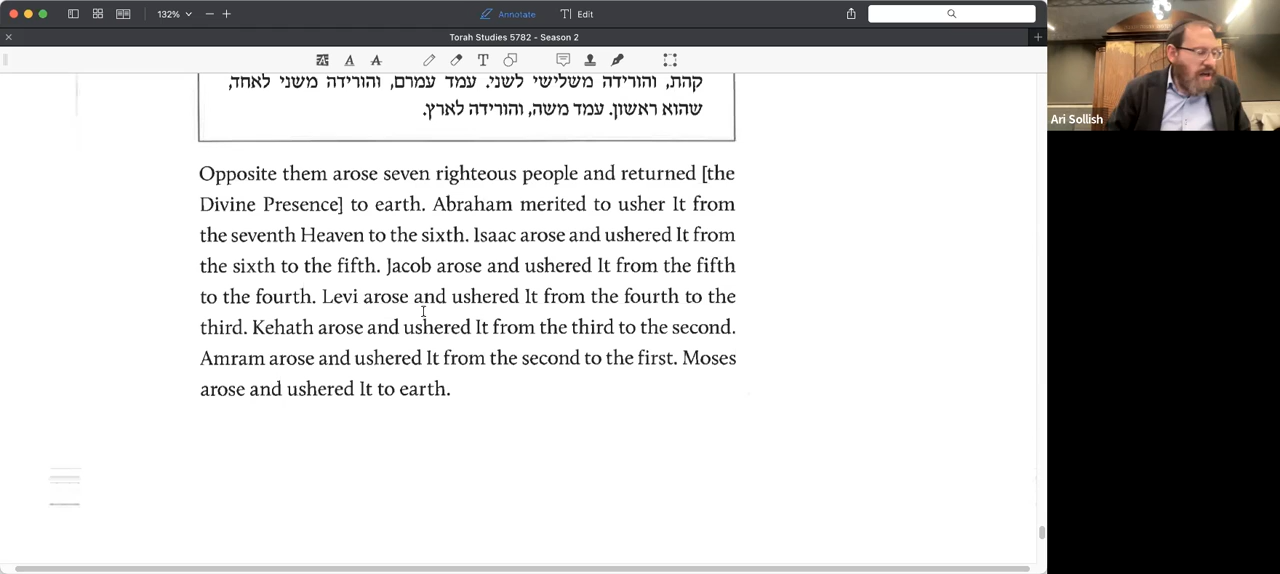 132%
Annotate
Edit
Torah Studies 5782 - Season 2
קהת, והורידה משלישי לשני. עמד עמרם, והורידה משני לאחד,
שהוא ראשון. עמד משה, והורידה לארץ.
Opposite them arose seven righteous people and returned [the
Divine Presence] to earth. Abraham merited to usher It from
the seventh Heaven to the sixth. Isaac arose and ushered It from
the sixth to the fifth. Jacob arose and ushered It from the fifth
to the fourth. Levi arose and ushered It from the fourth to the
third. Kehath arose and ushered It from the third to the second.
Amram arose and ushered It from the second to the first. Moses
arose and ushered It to earth.
Ari Sollish